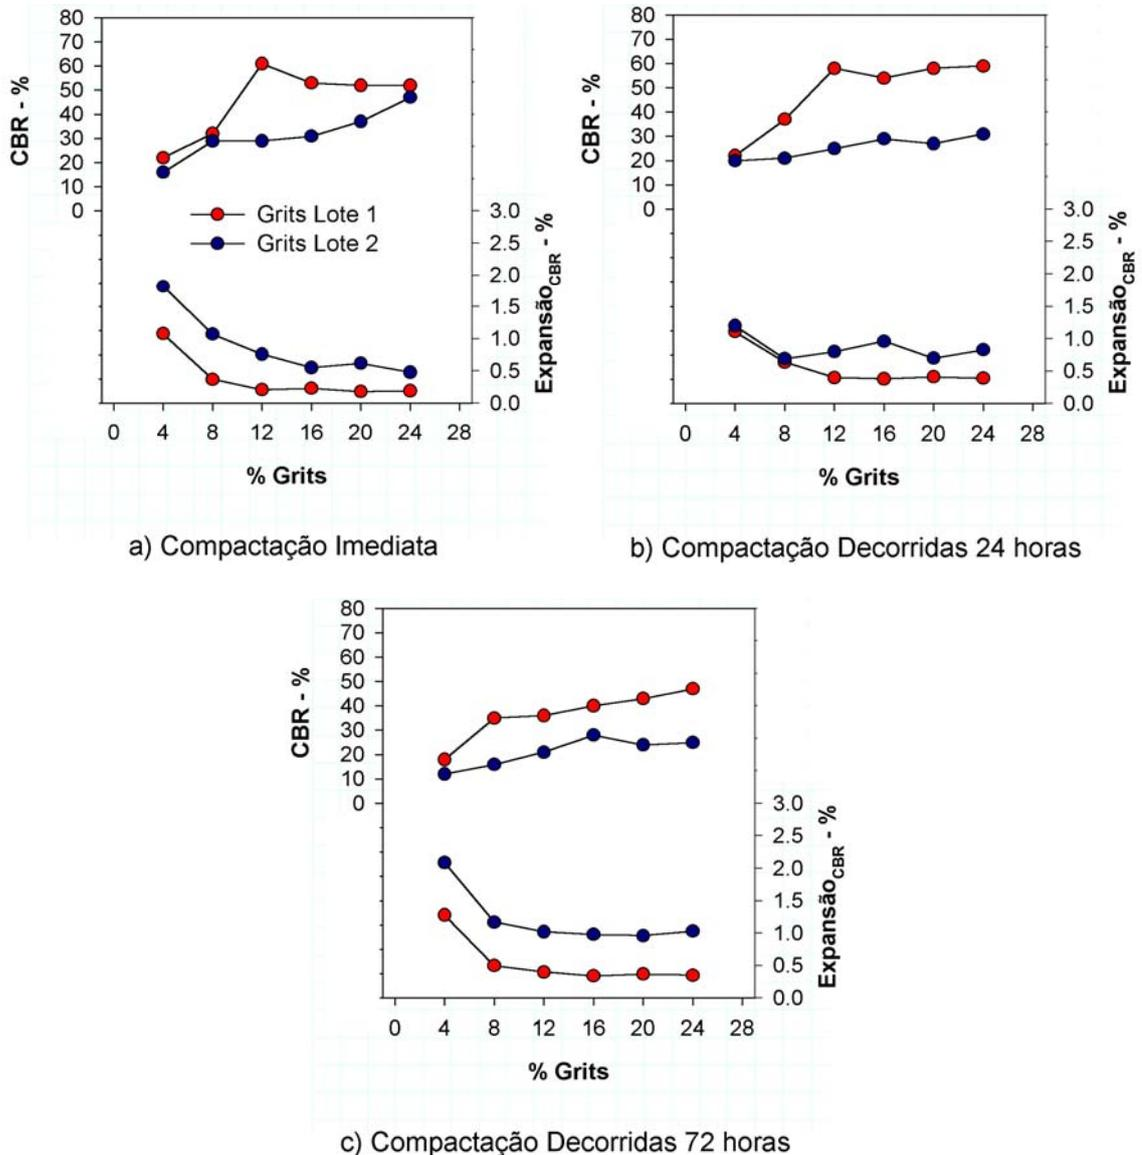 80
70
60
50
40
30
20
10
0
CBR - %
Grits Lote 1
Grits Lote 2
3.0
2.5
2.0
1.5
1.0
0.5
0.0
Expansão CBR - %
0 4 8 12 16 20 24 28
% Grits
a) Compactação Imediata
80
70
60
50
40
30
20
10
0
CBR - %
3.0
2.5
2.0
1.5
1.0
0.5
0.0
Expansão CBR - %
0 4 8 12 16 20 24 28
% Grits
b) Compactação Decorridas 24 horas
80
70
60
50
40
30
20
10
0
CBR - %
3.0
2.5
2.0
1.5
1.0
0.5
0.0
Expansão CBR - %
0 4 8 12 16 20 24 28
% Grits
c) Compactação Decorridas 72 horas